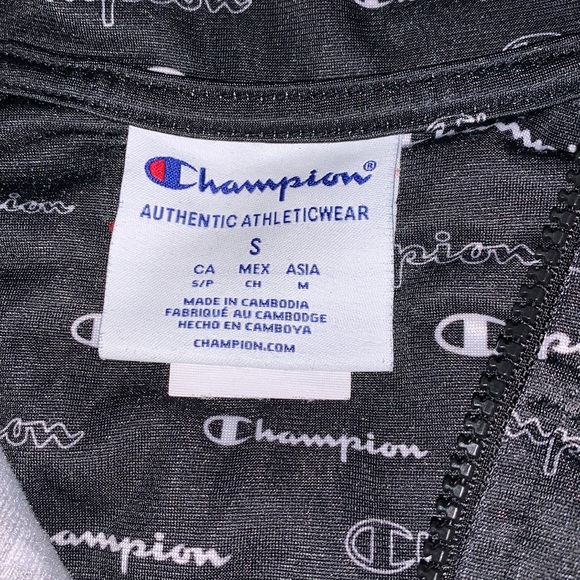 Champion
Champion®
AUTHENTIC ATHLETICWEAR
S
CA MEX ASIA
S/P CH M
MADE IN CAMBODIA
FABRIQUÉ AU CAMBODGE
HECHO EN CAMBOYA
CHAMPION.COM
Champion
Champion